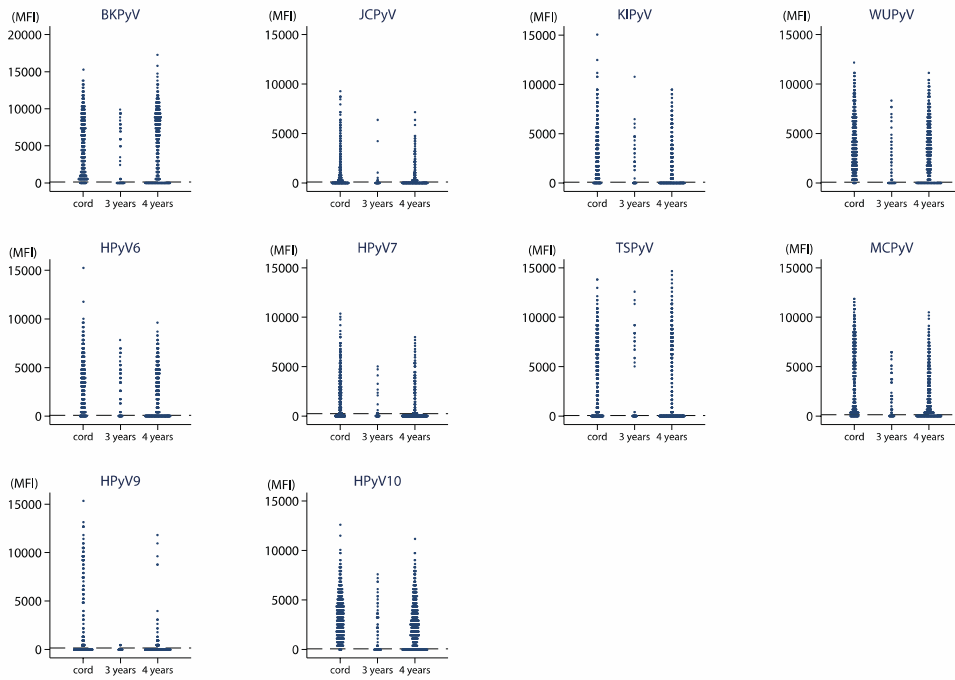 BKPyV
(MFI)
20000
15000
10000
5000
0
cord 3 years 4 years
JCPyV
(MFI)
15000
10000
5000
0
cord 3 years 4 years
KIPyV
(MFI)
15000
10000
5000
0
cord 3 years 4 years
WUPyV
(MFI)
15000
10000
5000
0
cord 3 years 4 years
HPyV6
(MFI)
15000
10000
5000
0
cord 3 years 4 years
HPyV7
(MFI)
15000
10000
5000
0
cord 3 years 4 years
TSPyV
(MFI)
15000
10000
5000
0
cord 3 years 4 years
MCPyV
(MFI)
15000
10000
5000
0
cord 3 years 4 years
HPyV9
(MFI)
15000
10000
5000
0
cord 3 years 4 years
HPyV10
(MFI)
15000
10000
5000
0
cord 3 years 4 years